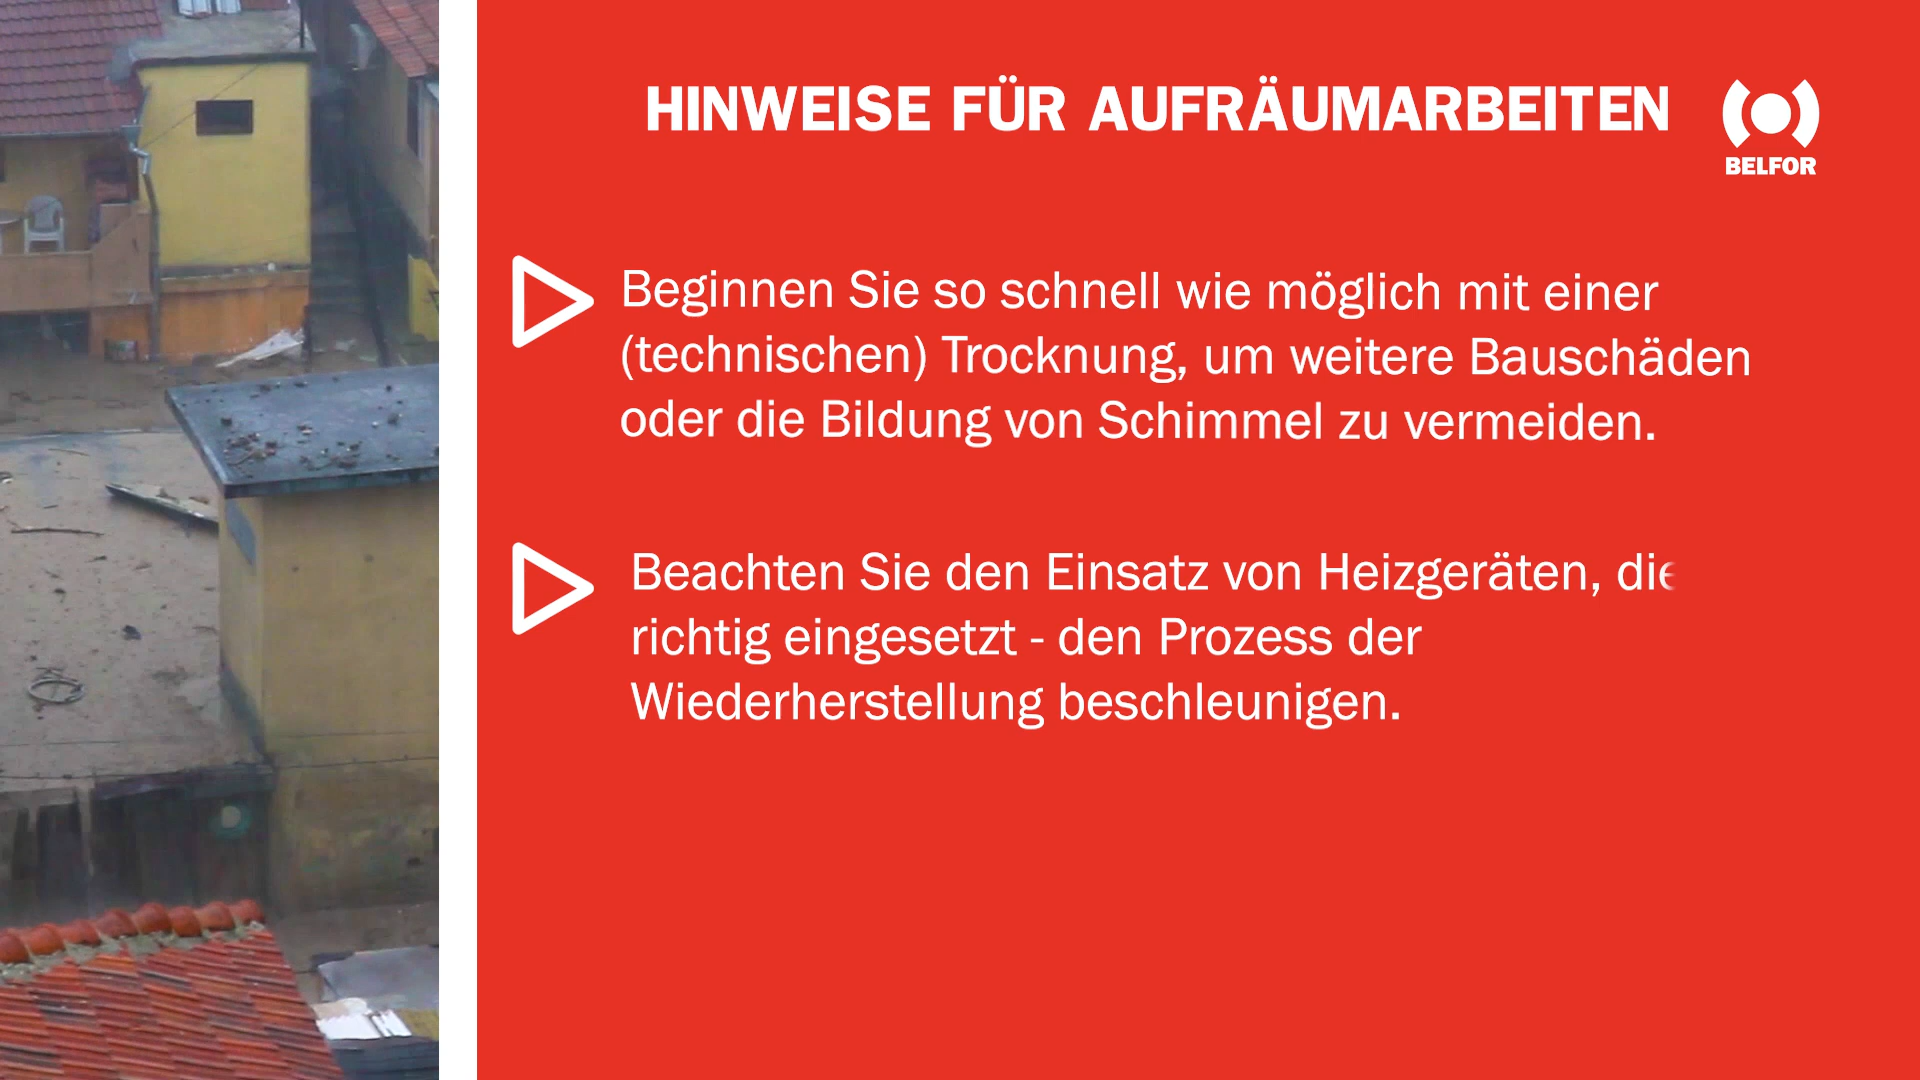 HINWEISE FÜR AUFRÄUMARBEITEN
BELFOR
Beginnen Sie so schnell wie möglich mit einer
(technischen) Trocknung, um weitere Bauschäden
oder die Bildung von Schimmel zu vermeiden.
Beachten Sie den Einsatz von Heizgeräten, die
richtig eingesetzt - den Prozess der
Wiederherstellung beschleunigen.